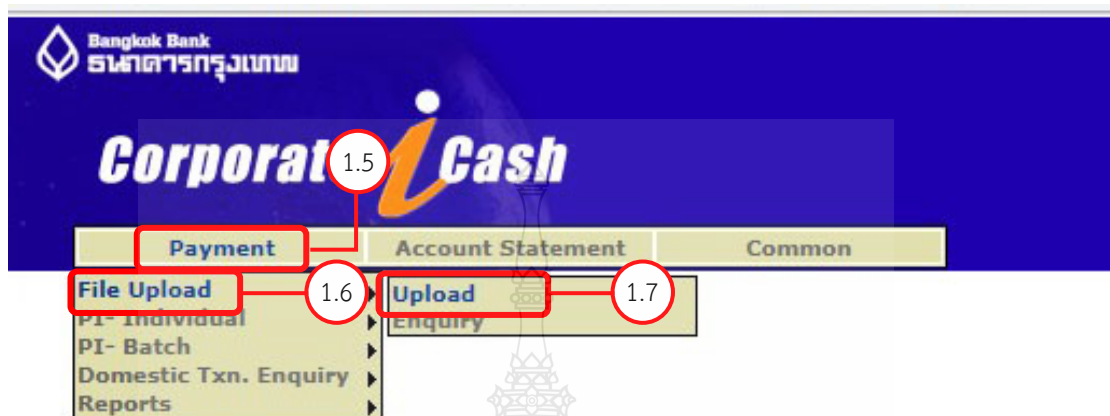 Bangkok Bank
ธนาคารกรุงเทพ
Corporat iCash
1.5
Payment Account Statement Common
File Upload 1.6 Upload 1.7
PI- Individual Enquiry
PI- Batch
Domestic Txn. Enquiry
Reports